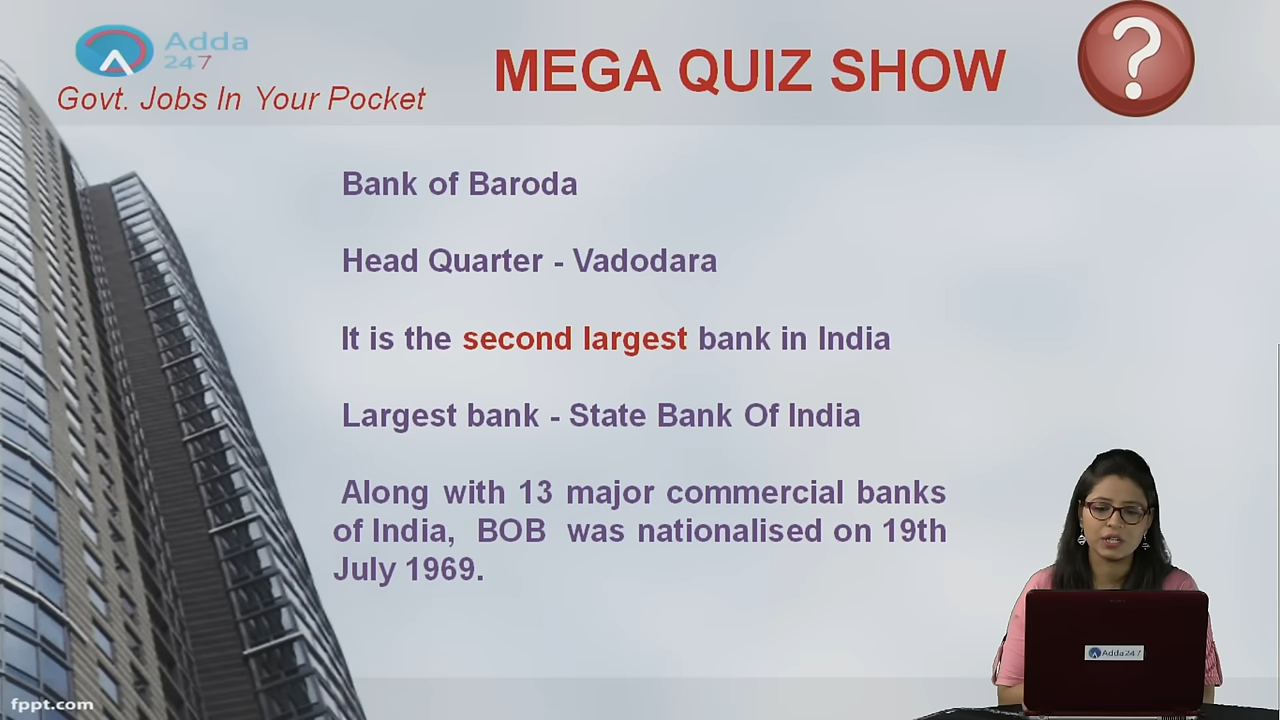 Adda
247
Govt. Jobs In Your Pocket
MEGA QUIZ SHOW
?
Bank of Baroda
Head Quarter - Vadodara
It is the second largest bank in India
Largest bank - State Bank Of India
Along with 13 major commercial banks
of India, BOB was nationalised on 19th
July 1969.
Adda247
fppt.com